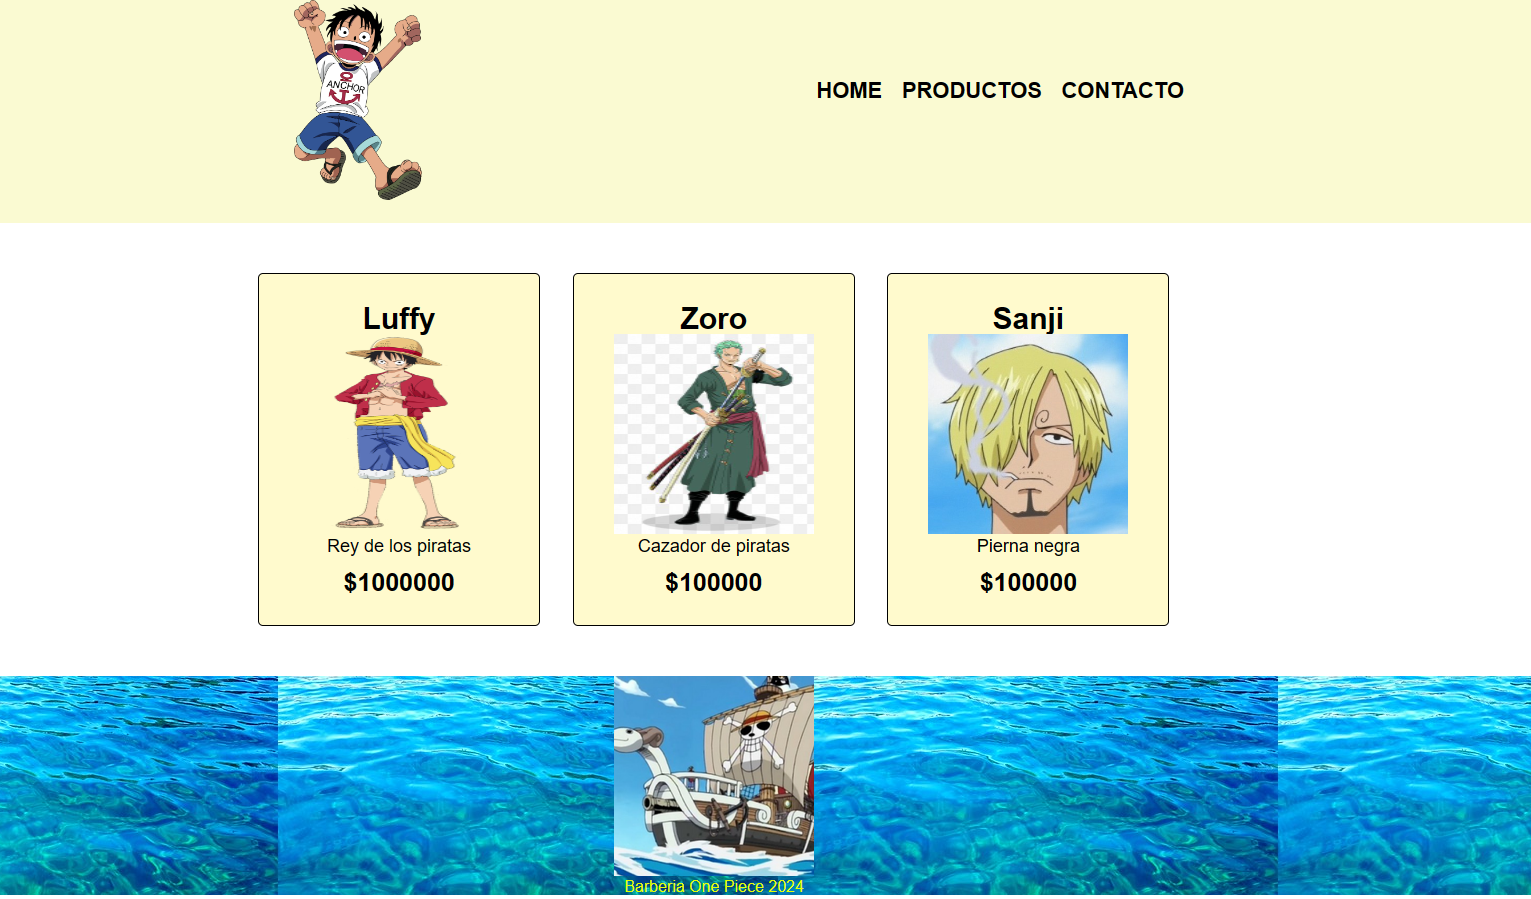 ANCHOR
HOME PRODUCTOS CONTACTO
Luffy
Rey de los piratas
$1000000
Zoro
Cazador de piratas
$100000
Sanji
Pierna negra
$100000
Barberia One Piece 2024